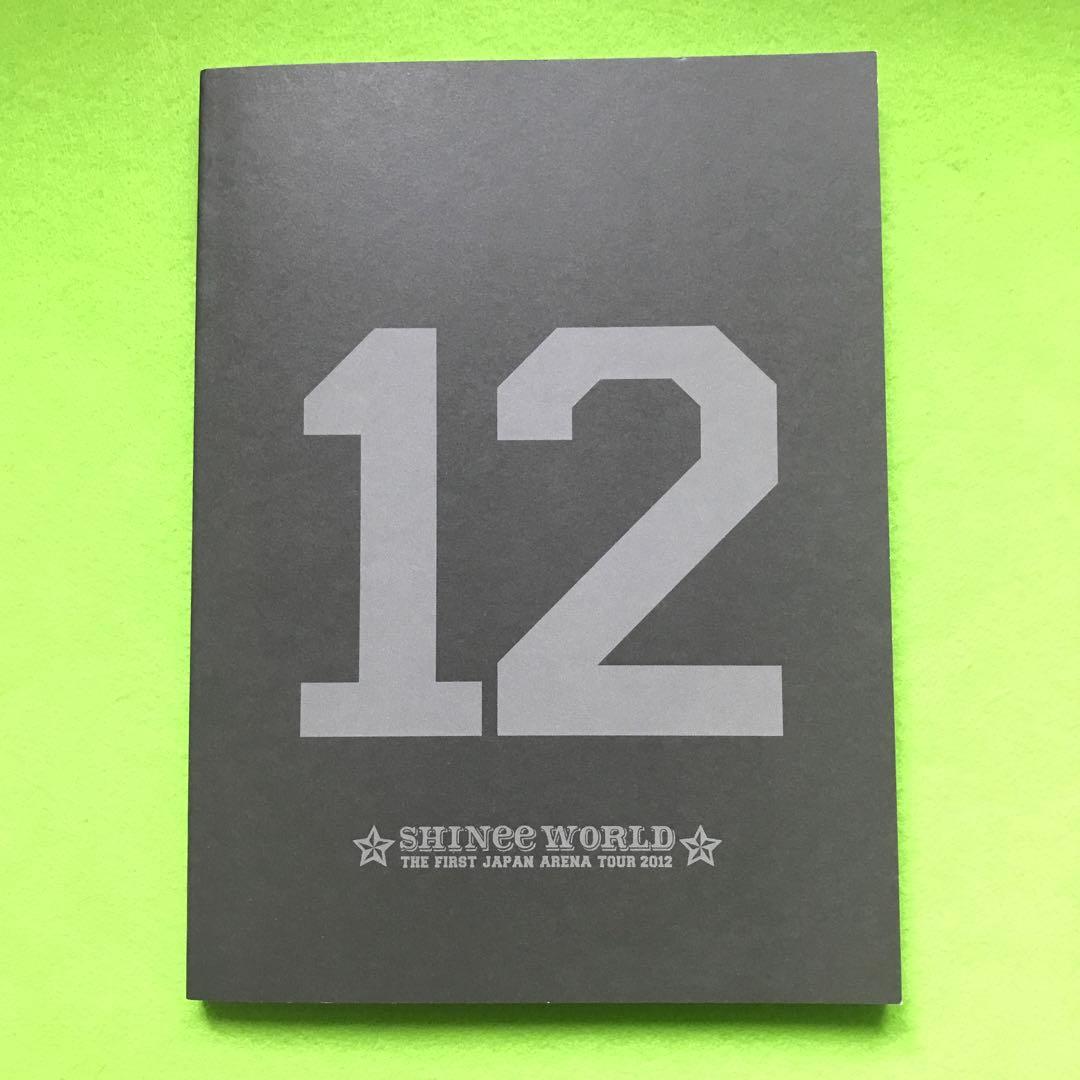 12
SHINee WORLD
THE FIRST JAPAN ARENA TOUR 2012